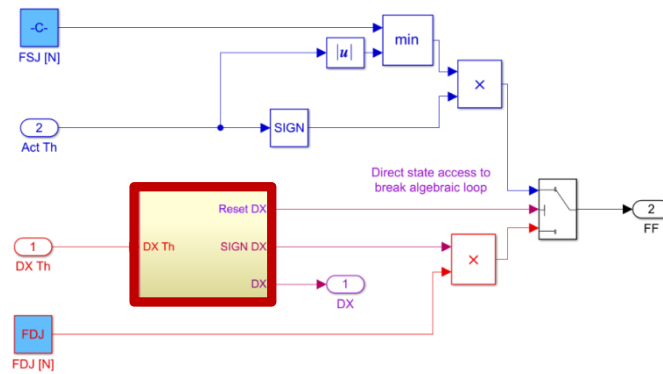 -C-
FSJ [N]
|u|
min
×
2
Act Th
SIGN
Direct state access to
break algebraic loop
Reset DX
DX Th
SIGN DX
DX
1
DX Th
1
DX
×
2
FF
FDJ
FDJ [N]